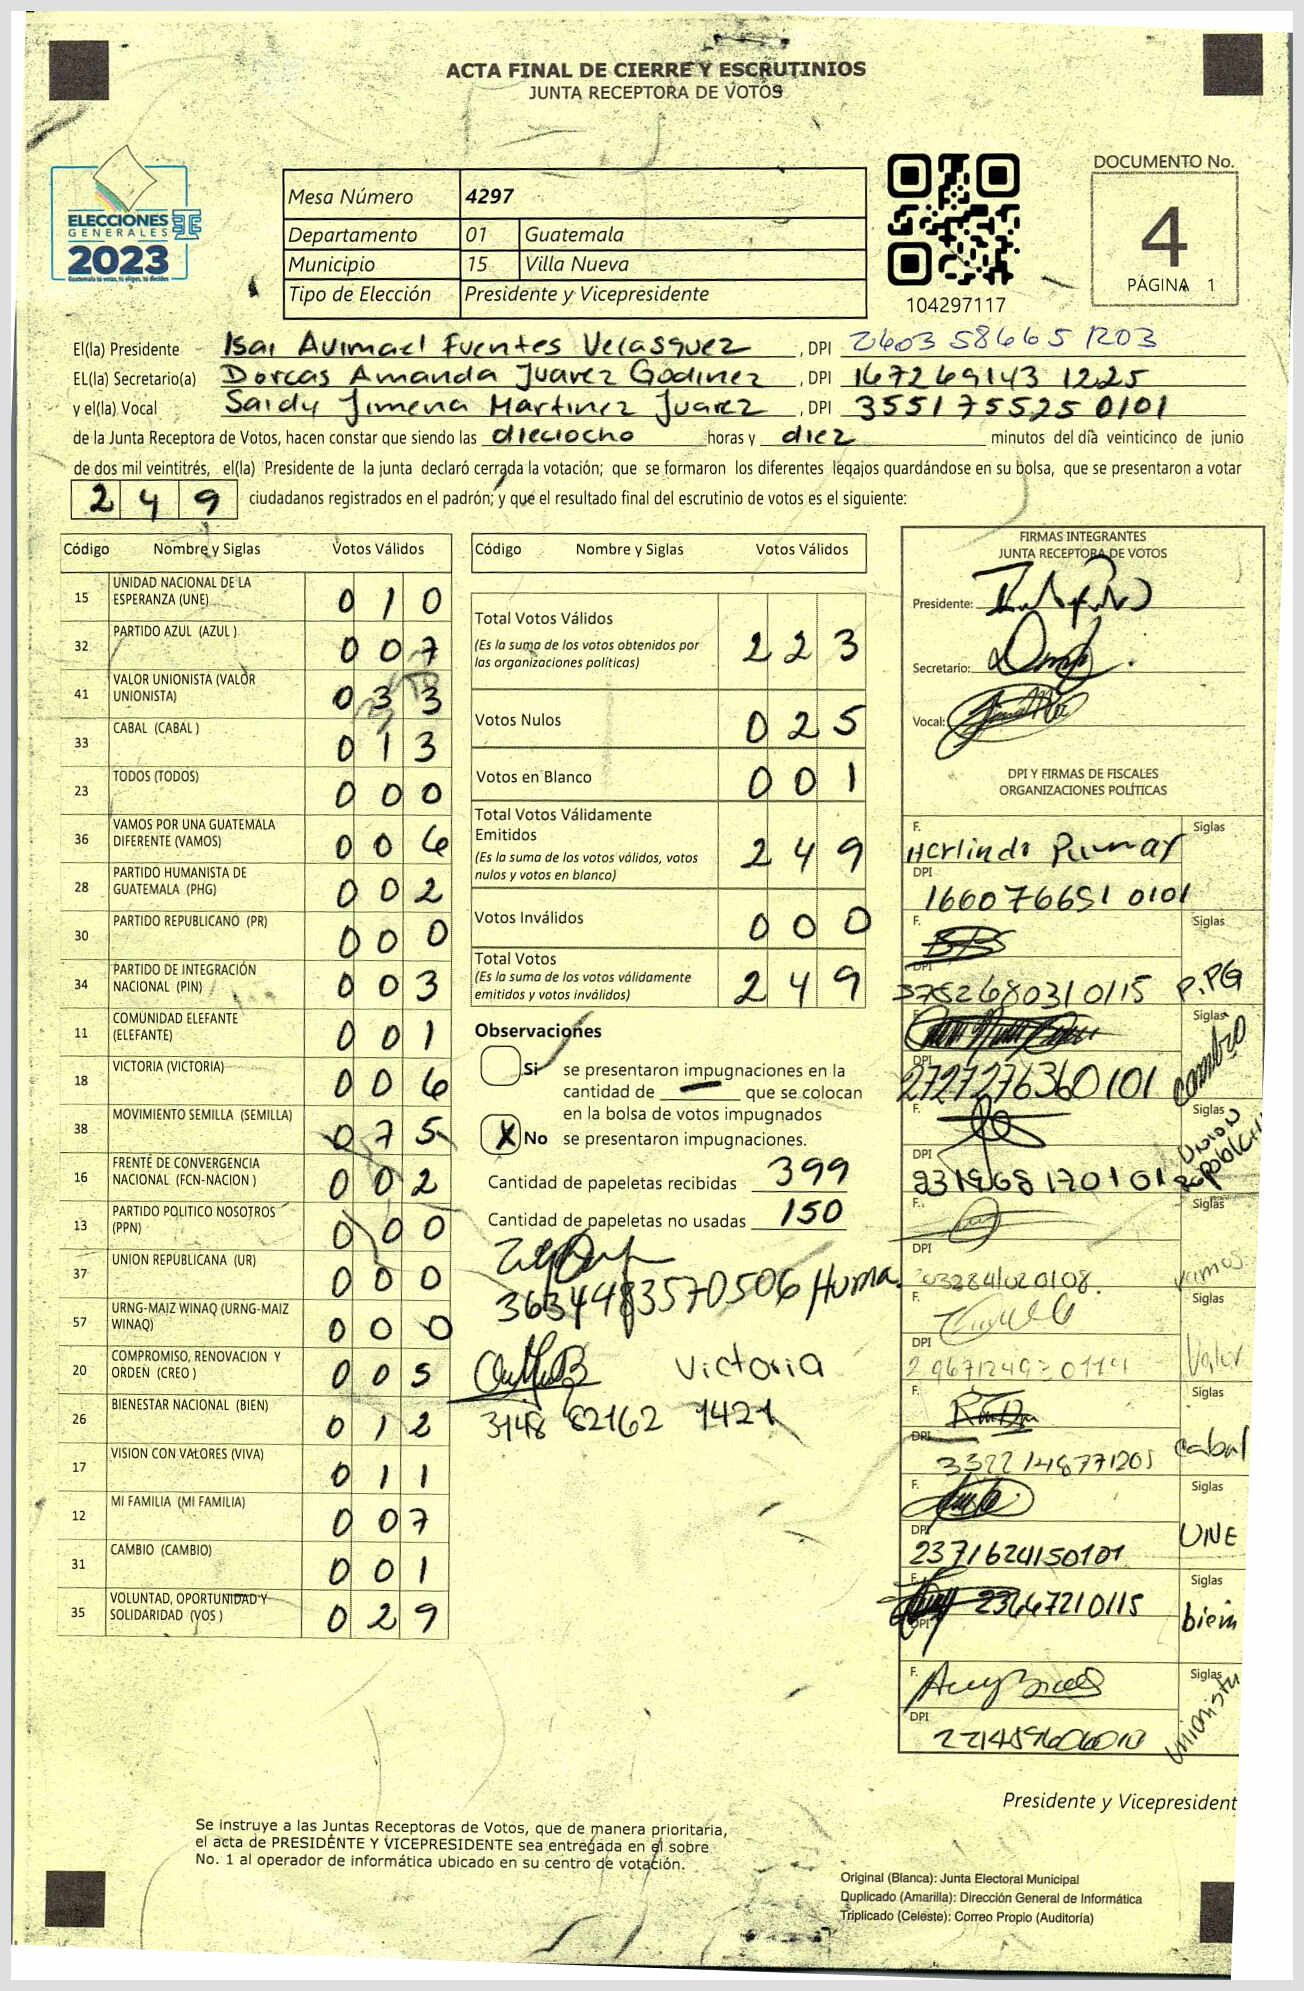 ACTA FINAL DE CIERRE Y ESCRUTINIOS
JUNTA RECEPTORA DE VOTOS
ELECCIONES
GENERALES
2023
Guatemala tú votas, tú eliges, tú decides
Mesa Número 4297
Departamento 01 Guatemala
Municipio 15 Villa Nueva
Tipo de Elección Presidente y Vicepresidente
104297117
DOCUMENTO No.
4
PÁGINA 1
El(la) Presidente Isai Avimael Fuentes Velasquez , DPI 2603 58665 1203
EL(la) Secretario(a) Dorcas Amanda Juarez Godinez , DPI 167269143 1225
y el(la) Vocal Saidy Jimena Martinez Juarez , DPI 355175525 0101
de la Junta Receptora de Votos, hacen constar que siendo las dieciocho horas y diez minutos del día veinticinco de junio
de dos mil veintitrés, el(la) Presidente de la junta declaró cerrada la votación; que se formaron los diferentes legajos guardándose en su bolsa, que se presentaron a votar
249 ciudadanos registrados en el padrón; y que el resultado final del escrutinio de votos es el siguiente:
Código Nombre y Siglas Votos Válidos
15 UNIDAD NACIONAL DE LA ESPERANZA (UNE) 010
32 PARTIDO AZUL (AZUL ) 007
41 VALOR UNIONISTA (VALOR UNIONISTA) 033
33 CABAL (CABAL ) 013
23 TODOS (TODOS) 000
36 VAMOS POR UNA GUATEMALA DIFERENTE (VAMOS) 006
28 PARTIDO HUMANISTA DE GUATEMALA (PHG) 002
30 PARTIDO REPUBLICANO (PR) 000
34 PARTIDO DE INTEGRACIÓN NACIONAL (PIN) 003
11 COMUNIDAD ELEFANTE (ELEFANTE) 001
18 VICTORIA (VICTORIA) 006
38 MOVIMIENTO SEMILLA (SEMILLA) 075
16 FRENTE DE CONVERGENCIA NACIONAL (FCN-NACION ) 002
13 PARTIDO POLITICO NOSOTROS (PPN) 000
37 UNION REPUBLICANA (UR) 000
57 URNG-MAIZ WINAQ (URNG-MAIZ WINAQ) 000
20 COMPROMISO, RENOVACION Y ORDEN (CREO ) 005
26 BIENESTAR NACIONAL (BIEN) 012
17 VISION CON VALORES (VIVA) 011
12 MI FAMILIA (MI FAMILIA) 007
31 CAMBIO (CAMBIO) 001
35 VOLUNTAD, OPORTUNIDAD Y SOLIDARIDAD (VOS ) 029
Código Nombre y Siglas Votos Válidos
Total Votos Válidos 223
(Es la suma de los votos obtenidos por
las organizaciones políticas)
Votos Nulos 025
Votos en Blanco 001
Total Votos Válidamente
Emitidos 249
(Es la suma de los votos válidos, votos
nulos y votos en blanco)
Votos Inválidos 000
Total Votos 249
(Es la suma de los votos válidamente
emitidos y votos inválidos)
Observaciones
Si se presentaron impugnaciones en la
cantidad de — que se colocan
en la bolsa de votos impugnados
X No se presentaron impugnaciones.
Cantidad de papeletas recibidas 399
Cantidad de papeletas no usadas 150
3634483570506 Huma.
Victoria
3148 82162 1421
FIRMAS INTEGRANTES
JUNTA RECEPTORA DE VOTOS
Presidente:
Secretario:
Vocal:
DPI Y FIRMAS DE FISCALES
ORGANIZACIONES POLÍTICAS
F. Herlindo Siglas
DPI 166076651 0101
F. Siglas
DPI 3752680310115 P.PG
F. Siglas
DPI 2727276360101 cambio
F. Siglas
DPI Union Republica
F. Siglas
DPI vamos
F. Siglas
DPI Valor
F. Siglas
DPI 3322148771205 cabal
F. Siglas
DPI 2371624150101 UNE
F. 23667210115 Siglas
DPI bien
F. Siglas
DPI unionista
Presidente y Vicepresident
Se instruye a las Juntas Receptoras de Votos, que de manera prioritaria,
el acta de PRESIDENTE Y VICEPRESIDENTE sea entregada en el sobre
No. 1 al operador de informática ubicado en su centro de votación.
Original (Blanca): Junta Electoral Municipal
Duplicado (Amarilla): Dirección General de Informática
Triplicado (Celeste): Correo Propio (Auditoría)